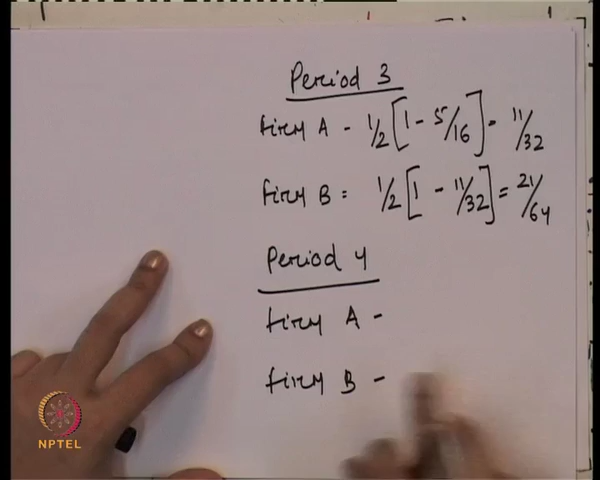 Period 3
Firm A - 1/2 [1 - 5/16] - 11/32
Firm B = 1/2 [1 - 11/32] = 21/64
Period 4
Firm A -
Firm B -
NPTEL